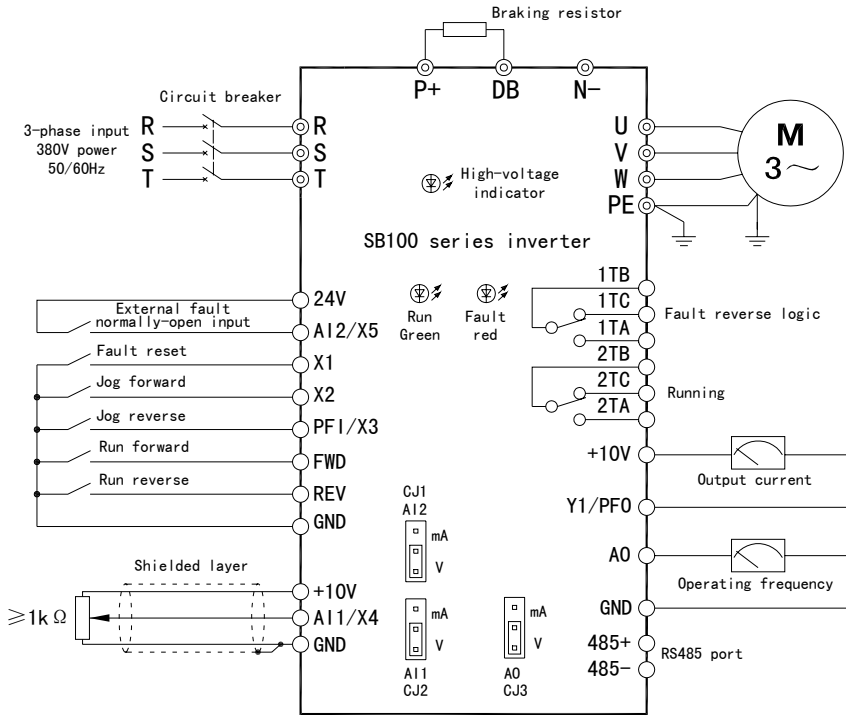 Braking resistor
P+ DB N-
Circuit breaker
3-phase input
380V power
50/60Hz
R R
S S
T T
U
V
W
PE
M
3～
High-voltage
indicator
SB100 series inverter
Run
Green
Fault
red
24V
External fault
normally-open input
AI2/X5
Fault reset
X1
Jog forward
X2
Jog reverse
PFI/X3
Run forward
FWD
Run reverse
REV
GND
1TB
1TC
Fault reverse logic
1TA
2TB
2TC
Running
2TA
+10V
Output current
Y1/PFO
AO
Operating frequency
GND
485+
RS485 port
485-
CJ1
AI2
mA
V
Shielded layer
+10V
≥1kΩ
AI1/X4
GND
mA
V
AI1
CJ2
mA
V
AO
CJ3